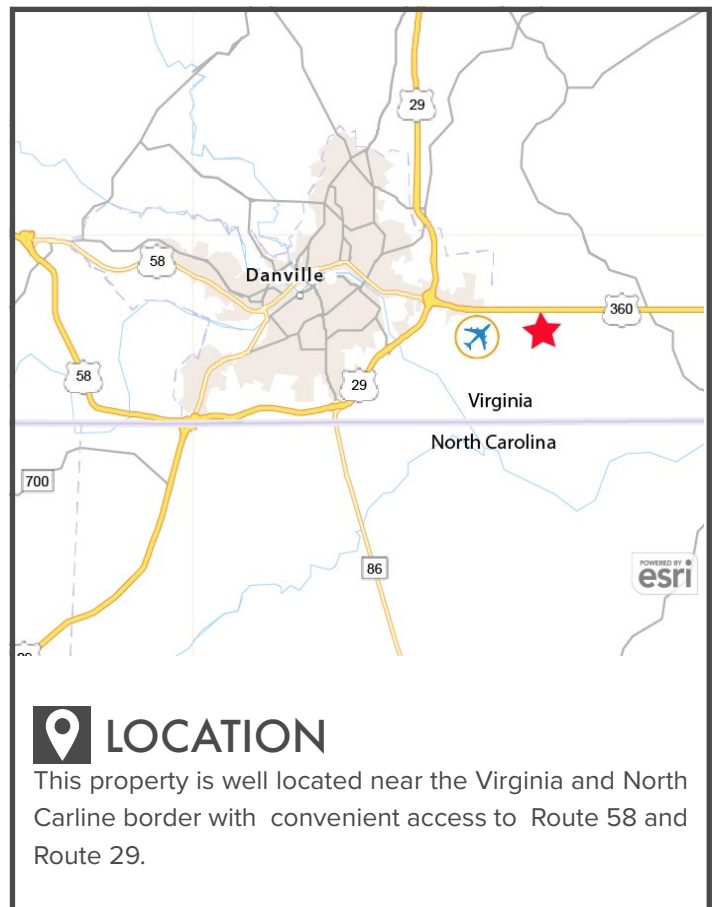 29
58
Danville
360
58
29
Virginia
North Carolina
700
86
POWERED BY
esri
LOCATION
This property is well located near the Virginia and North
Carline border with convenient access to Route 58 and
Route 29.